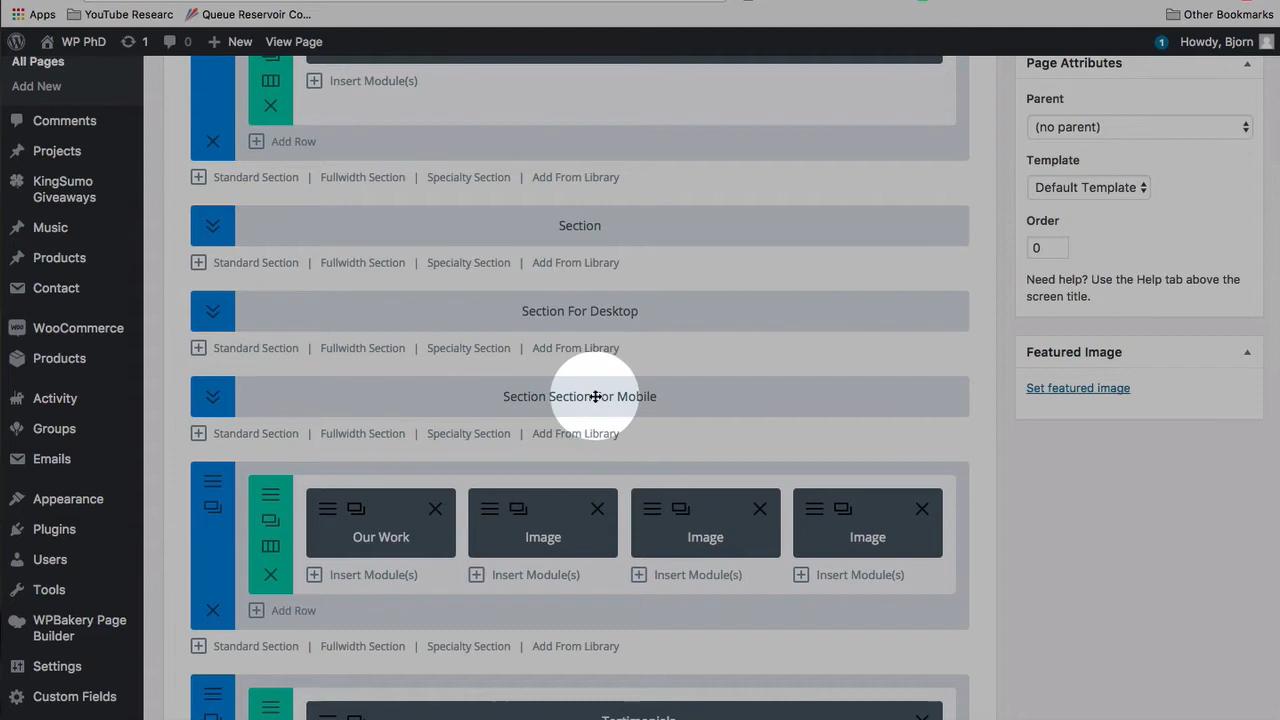 Apps
YouTube Researc
Queue Reservoir Co...
Other Bookmarks
WP PhD
1
0
New
View Page
1
Howdy, Bjorn
All Pages
Add New
Comments
Projects
KingSumo
Giveaways
Music
Products
Contact
WooCommerce
Products
Activity
Groups
Emails
Appearance
Plugins
Users
Tools
WPBakery Page
Builder
Settings
Custom Fields
Insert Module(s)
Add Row
Standard Section | Fullwidth Section | Specialty Section | Add From Library
Section
Standard Section | Fullwidth Section | Specialty Section | Add From Library
Section For Desktop
Standard Section | Fullwidth Section | Specialty Section | Add From Library
Section Section For Mobile
Standard Section | Fullwidth Section | Specialty Section | Add From Library
Our Work
Image
Image
Image
Insert Module(s)
Insert Module(s)
Insert Module(s)
Insert Module(s)
Add Row
Standard Section | Fullwidth Section | Specialty Section | Add From Library
Testimonials
Page Attributes
Parent
(no parent)
Template
Default Template
Order
0
Need help? Use the Help tab above the
screen title.
Featured Image
Set featured image